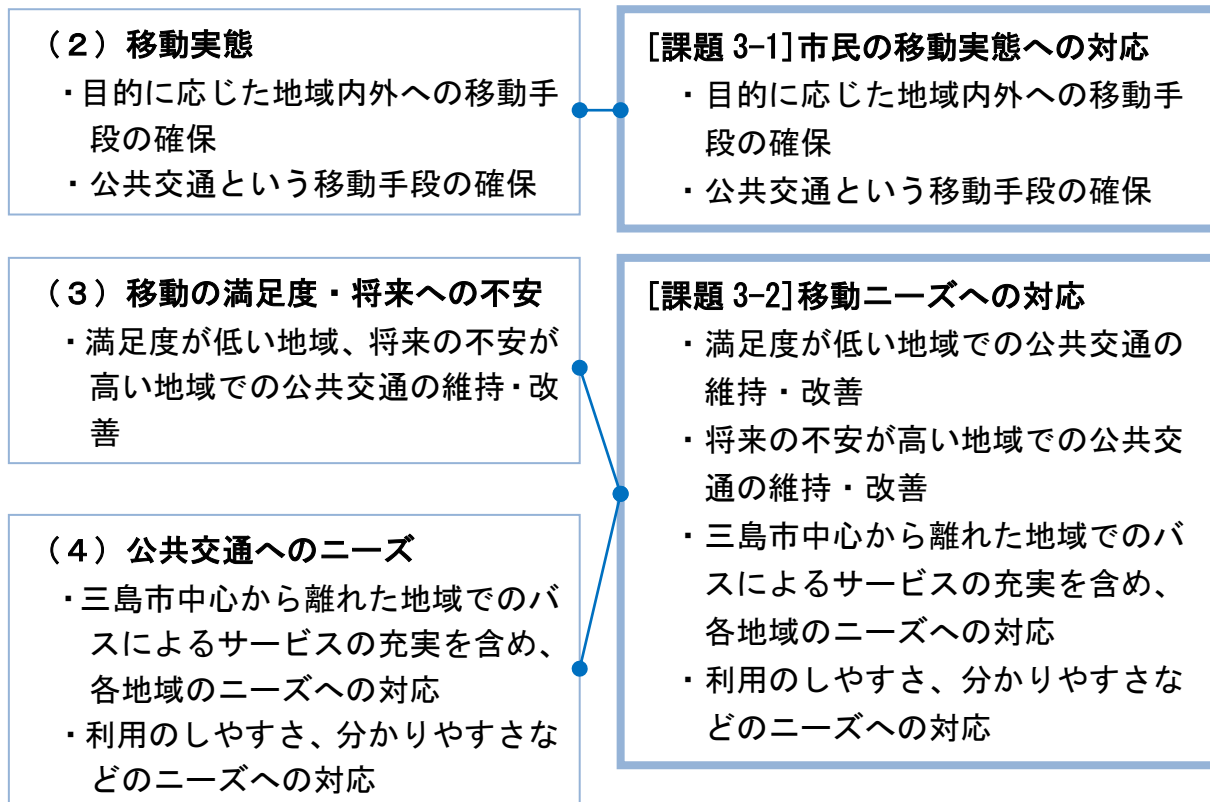 （２）移動実態
・目的に応じた地域内外への移動手
段の確保
・公共交通という移動手段の確保
[課題 3-1]市民の移動実態への対応
・目的に応じた地域内外への移動手
段の確保
・公共交通という移動手段の確保
（３）移動の満足度・将来への不安
・満足度が低い地域、将来の不安が
高い地域での公共交通の維持・改
善
（４）公共交通へのニーズ
・三島市中心から離れた地域でのバ
スによるサービスの充実を含め、
各地域のニーズへの対応
・利用のしやすさ、分かりやすさな
どのニーズへの対応
[課題 3-2]移動ニーズへの対応
・満足度が低い地域での公共交通の
維持・改善
・将来の不安が高い地域での公共交
通の維持・改善
・三島市中心から離れた地域でのバ
スによるサービスの充実を含め、
各地域のニーズへの対応
・利用のしやすさ、分かりやすさな
どのニーズへの対応